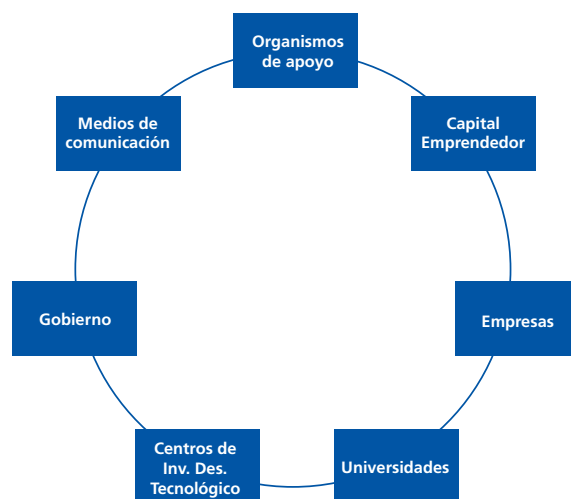 Organismos
de apoyo
Capital
Emprendedor
Empresas
Universidades
Centros de
Inv. Des.
Tecnológico
Gobierno
Medios de
comunicación